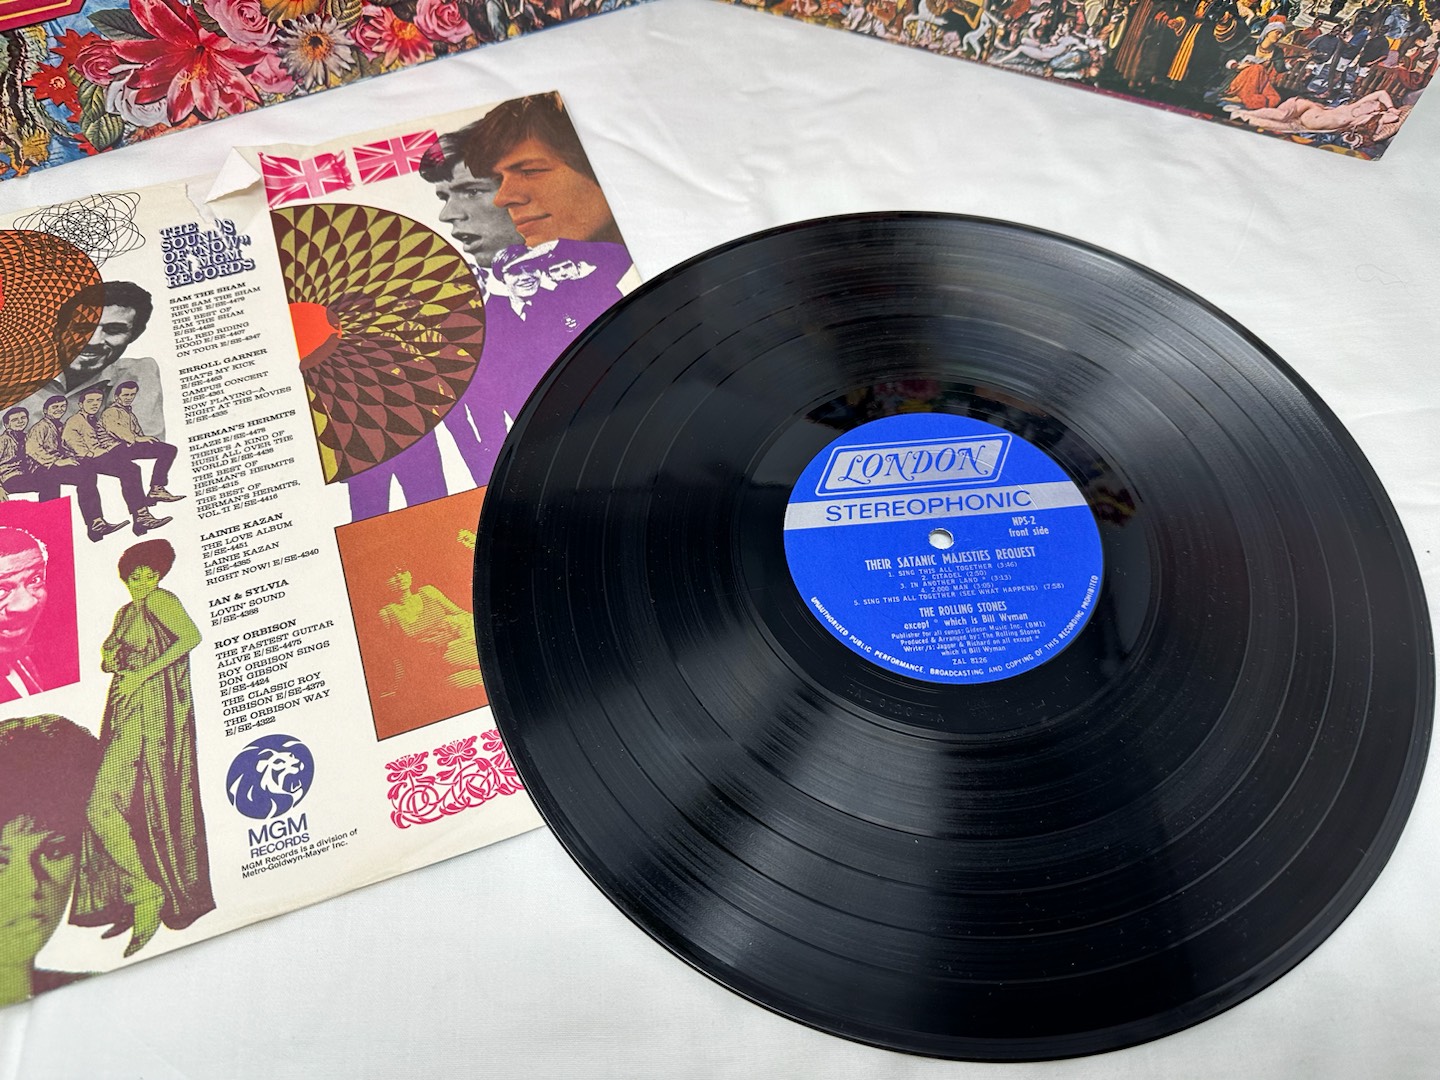 THE
SOUNDS
OF "NOW"
ON MGM
RECORDS
SAM THE SHAM
THE SAM THE SHAM
REVUE E/SE-4479
THE BEST OF
SAM THE SHAM
E/SE-4422
LI'L RED RIDING
HOOD E/SE-4407
ON TOUR E/SE-4347
ERROLL GARNER
THAT'S MY KICK
E/SE-4463
CAMPUS CONCERT
E/SE-4361
NOW PLAYING—A
NIGHT AT THE MOVIES
E/SE-4335
HERMAN'S HERMITS
BLAZE E/SE-4478
THERE'S A KIND OF
HUSH ALL OVER THE
WORLD E/SE-4438
THE BEST OF
HERMAN'S HERMITS
E/SE-4315
THE BEST OF
HERMAN'S HERMITS,
VOL. II E/SE-4416
LAINIE KAZAN
THE LOVE ALBUM
E/SE-4451
LAINIE KAZAN
E/SE-4385
RIGHT NOW! E/SE-4340
IAN & SYLVIA
LOVIN' SOUND
E/SE-4388
ROY ORBISON
THE FASTEST GUITAR
ALIVE E/SE-4475
ROY ORBISON SINGS
DON GIBSON
E/SE-4424
THE CLASSIC ROY
ORBISON E/SE-4379
THE ORBISON WAY
E/SE-4322
MGM
RECORDS
MGM Records is a division of
Metro-Goldwyn-Mayer Inc.
LONDON
STEREOPHONIC
NPS-2
front side
THEIR SATANIC MAJESTIES REQUEST
1. SING THIS ALL TOGETHER (3:46)
2. CITADEL (2:50)
3. IN ANOTHER LAND * (3:13)
4. 2,000 MAN (3:05)
5. SING THIS ALL TOGETHER (SEE WHAT HAPPENS) (7:58)
THE ROLLING STONES
except * which is Bill Wyman
Publisher for all songs: Gideon Music Inc. (BMI)
Produced & Arranged by: The Rolling Stones
Writer/s: Jagger & Richard on all except *
which is Bill Wyman
ZAL 8126
UNAUTHORIZED PUBLIC PERFORMANCE, BROADCASTING AND COPYING OF THIS RECORDING PROHIBITED